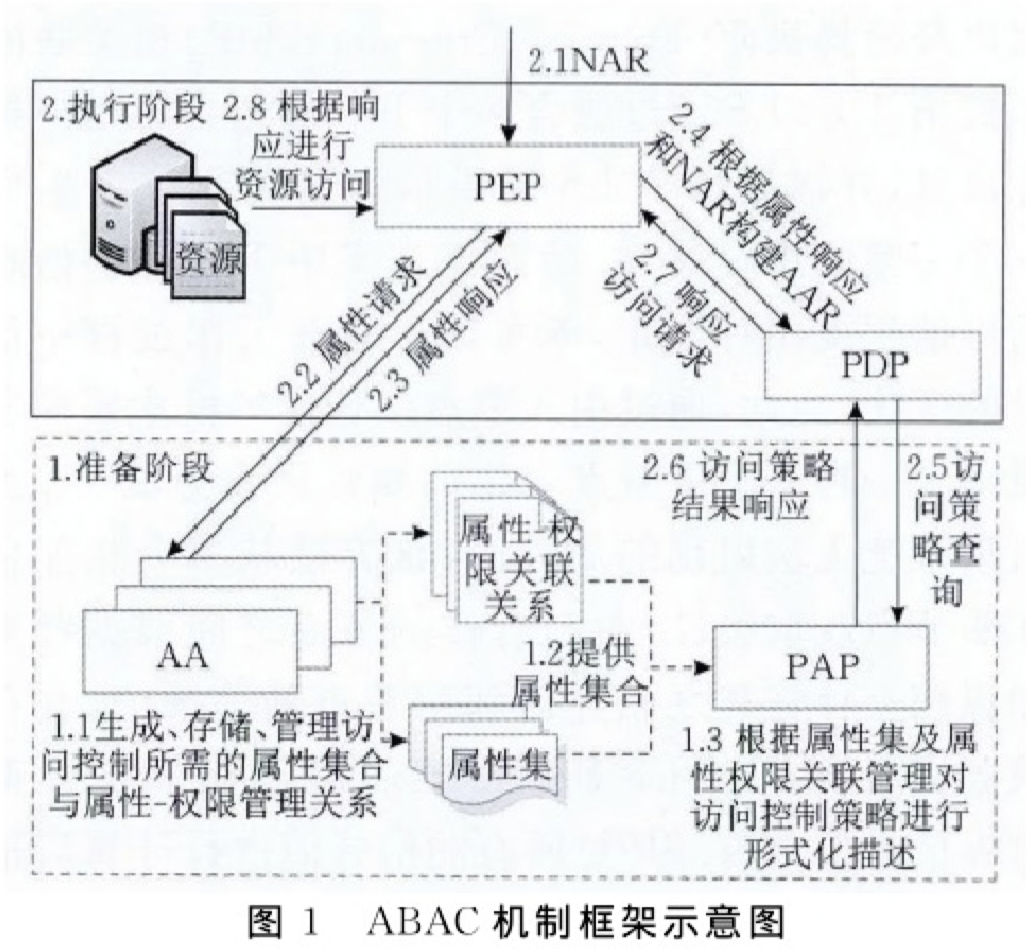 2.1NAR
2.执行阶段
2.8 根据响
应进行
资源访问
资源
PEP
2.4 根据属性响应
和NAR构建AAR
2.7 响应
访问请求
PDP
2.2 属性请求
2.3 属性响应
1.准备阶段
2.6 访问策略
结果响应
2.5访
问策
略查
询
属性-权
限关联
关系
AA
1.2提供
属性集合
PAP
1.1生成、存储、管理访
问控制所需的属性集合
与属性-权限管理关系
属性集
1.3 根据属性集及属
性权限关联管理对
访问控制策略进行
形式化描述
图 1 ABAC 机制框架示意图